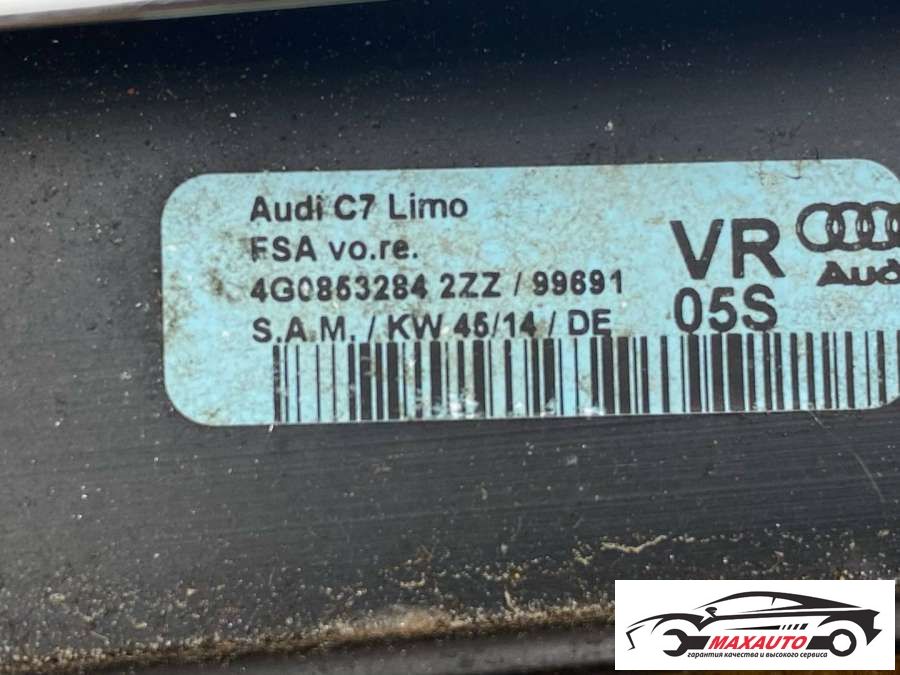 Audi C7 Limo
FSA vo.re.
4G0853284 2ZZ / 99691
S.A.M. / KW 45/14 / DE
VR
05S
Audi
MAXAUTO
гарантия качества и высокого сервиса